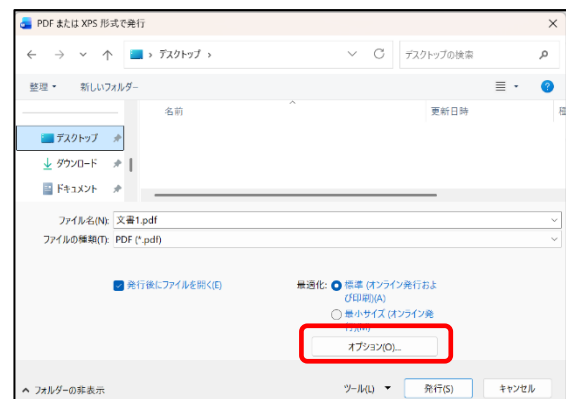 PDF または XPS 形式で発行
デスクトップ
デスクトップの検索
整理 新しいフォルダー
名前 更新日時
デスクトップ
ダウンロード
ドキュメント
ファイル名(N): 文書1.pdf
ファイルの種類(T): PDF (*.pdf)
発行後にファイルを開く(E)
最適化: 標準 (オンライン発行およ
び印刷)(A)
最小サイズ (オンライン発
オプション(O)...
フォルダーの非表示
ツール(L) 発行(S) キャンセル